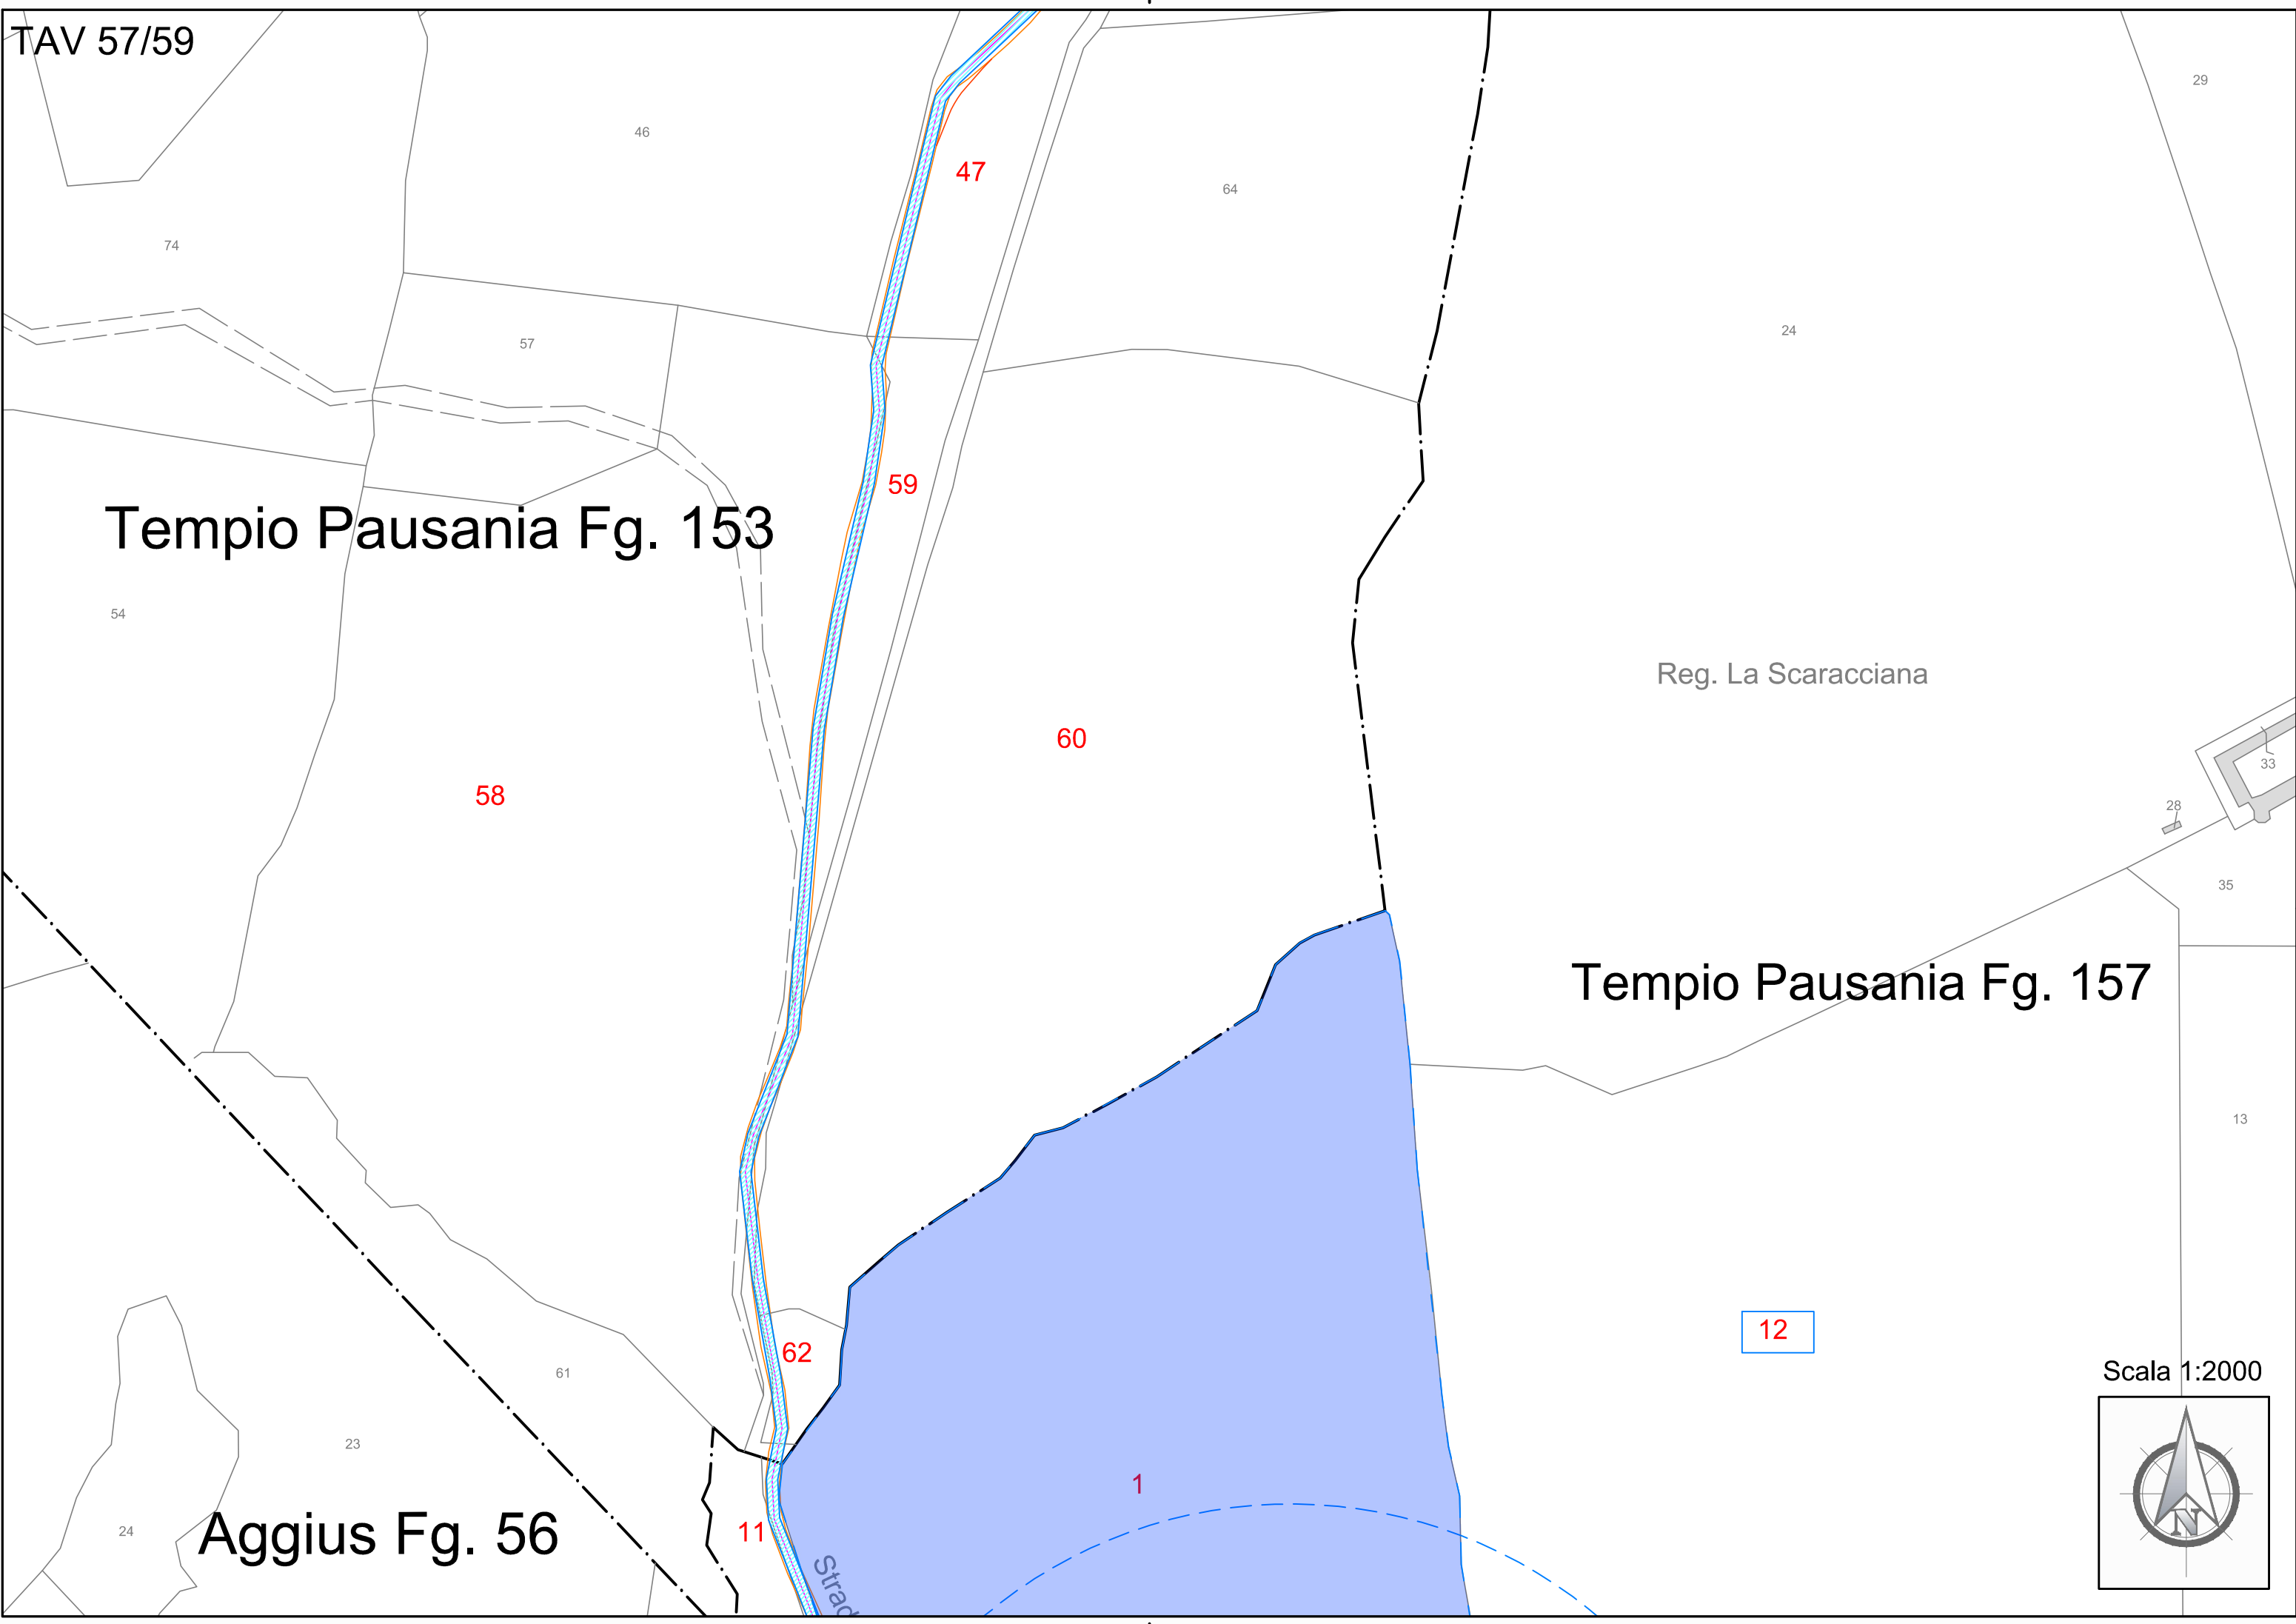 TAV 57/59
29
46
47
64
74
24
57
59
Tempio Pausania Fg. 153
54
Reg. La Scaracciana
60
33
58
28
35
Tempio Pausania Fg. 157
13
12
62
61
Scala 1:2000
23
1
24
Aggius Fg. 56
11
Strad
N